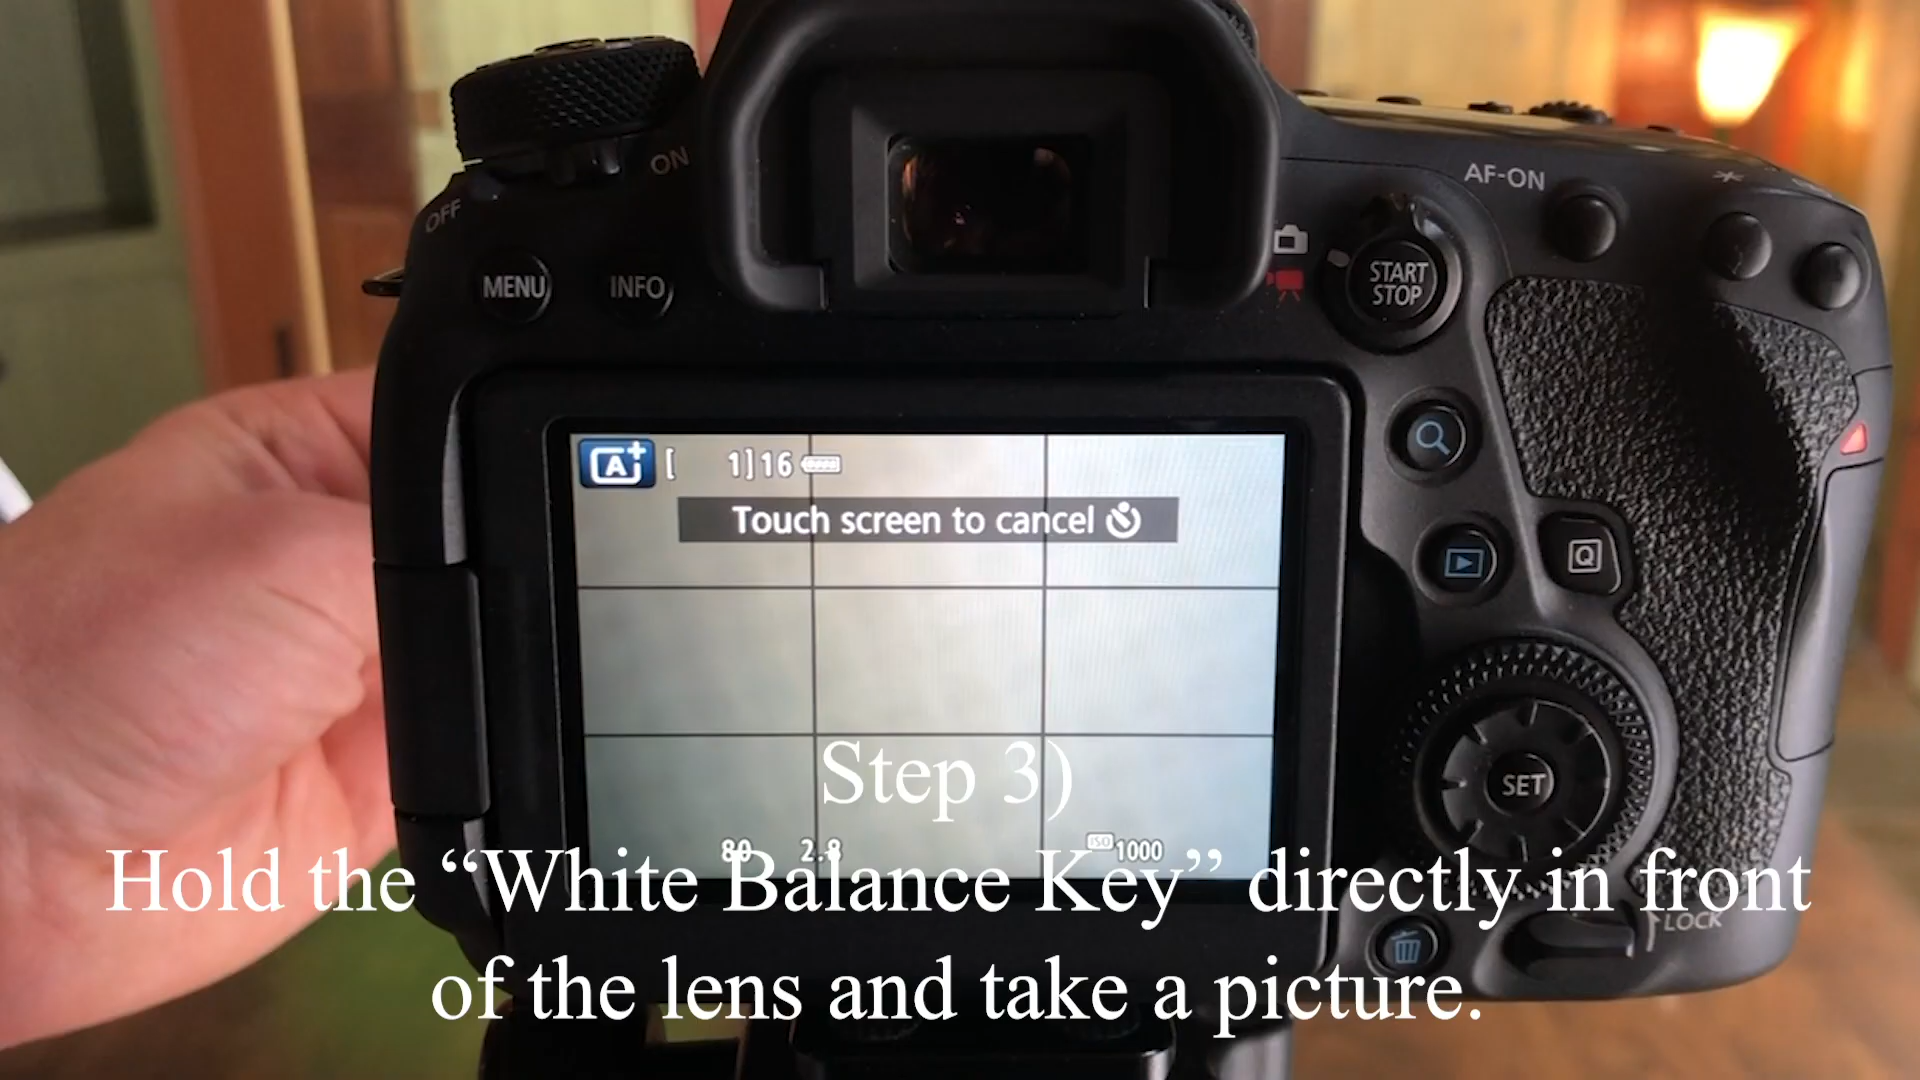 ON
OFF
MENU
INFO
AF-ON
START
STOP
A+ [ 1]16
Touch screen to cancel
Q
SET
80 2.8 ISO 1000
LOCK
Step 3)
Hold the “White Balance Key” directly in front
of the lens and take a picture.